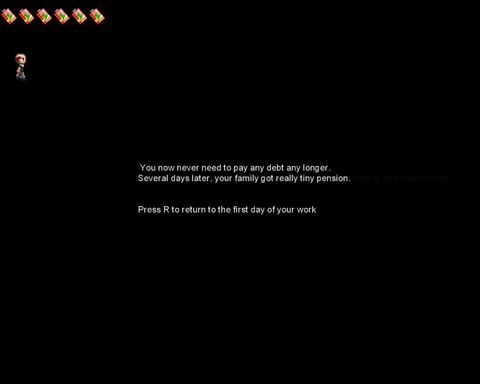 You now never need to pay any debt any longer.
Several days later, your family got really tiny pension.
Press R to return to the first day of your work